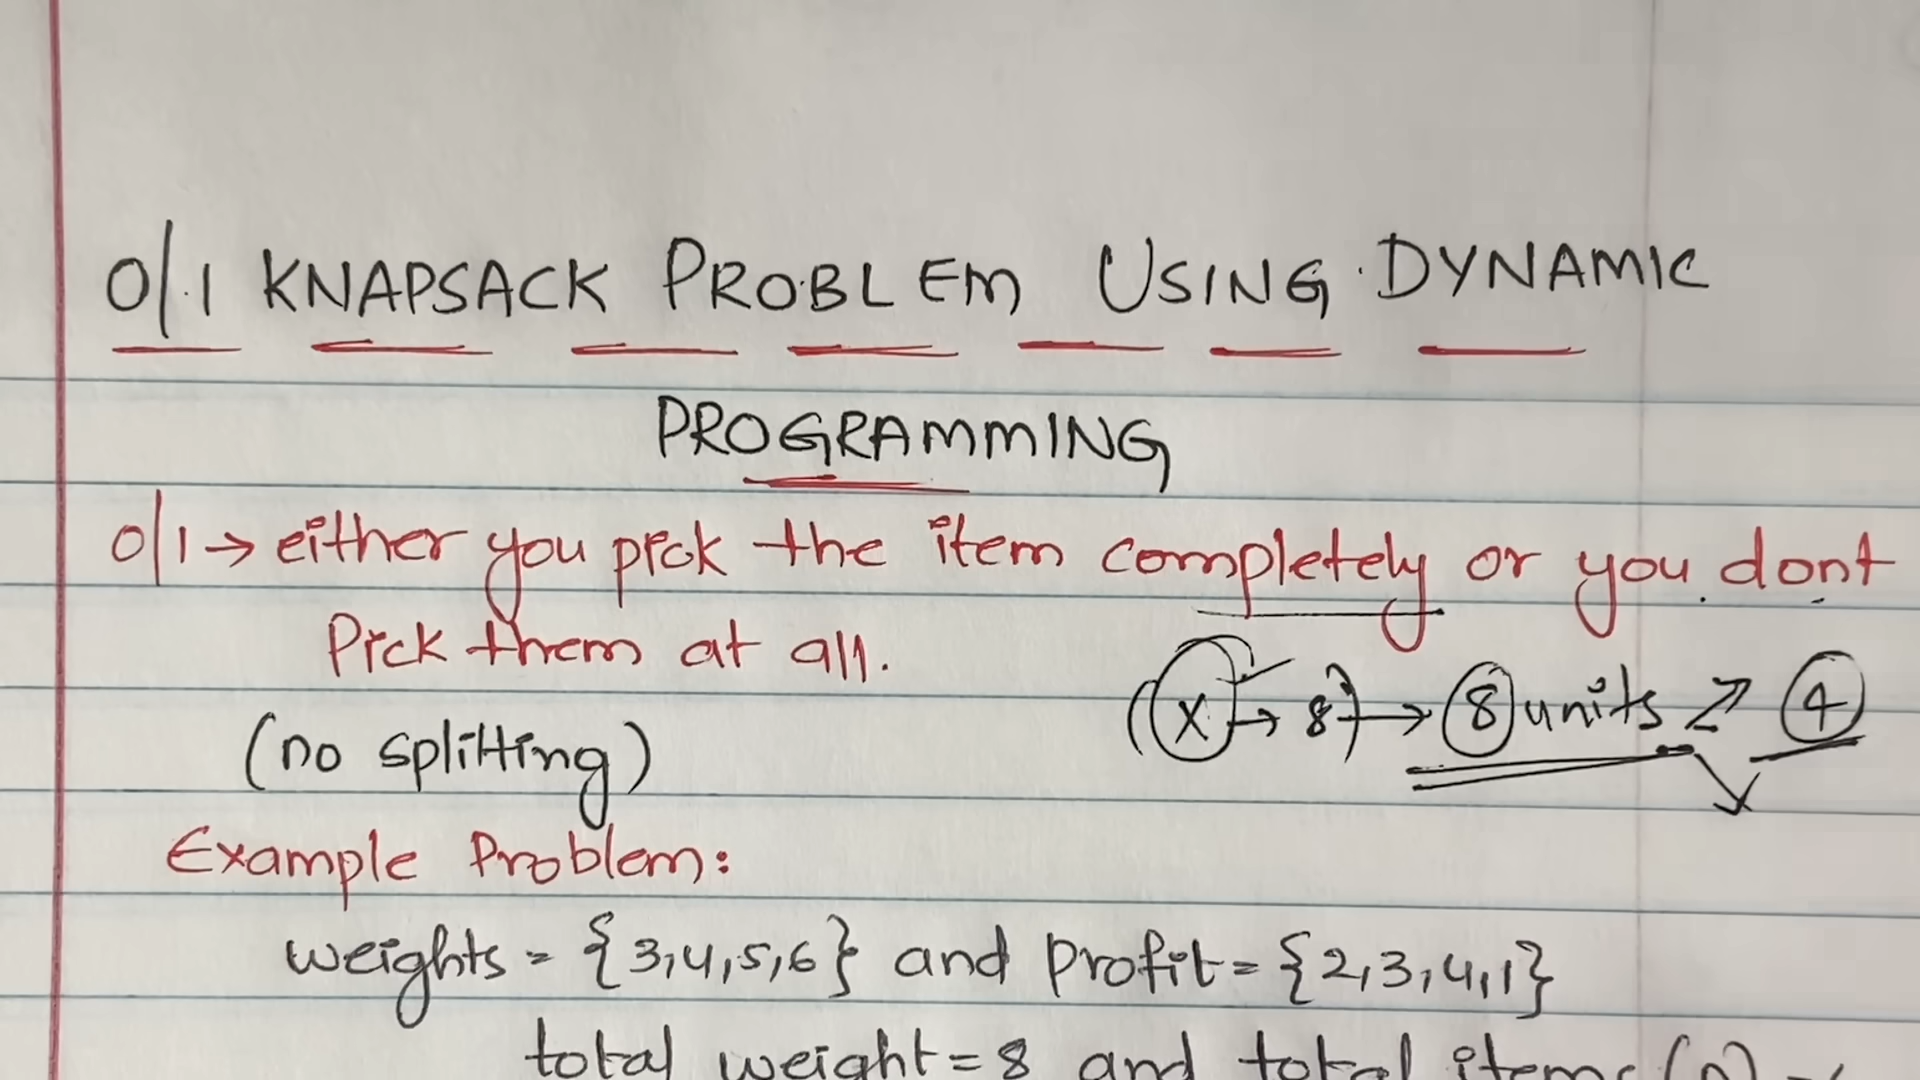 0/1 KNAPSACK PROBLEM USING DYNAMIC
PROGRAMMING
0/1 → either you pick the item completely or you dont
Pick them at all.
(x → 8) → 8 units
4
(no splitting)
Example Problem:
weights = {3,4,5,6} and Profit = {2,3,4,1}
total weight = 8 and total items (n)